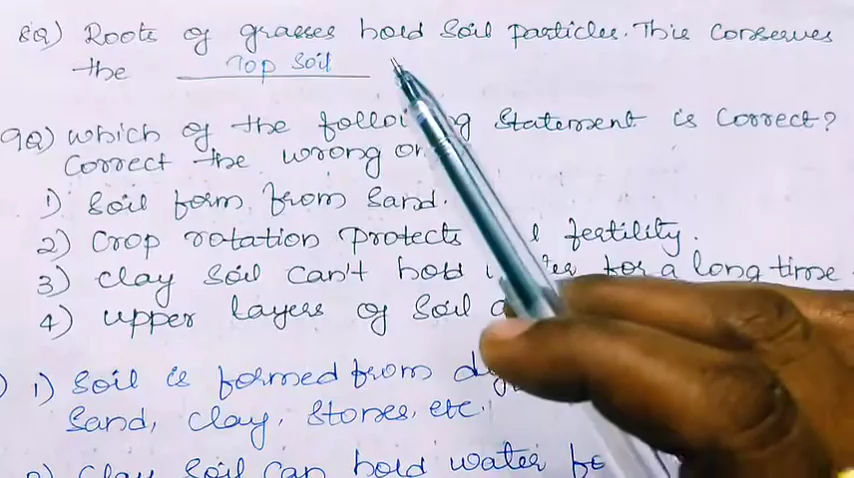 8Q) Roots of grasses hold soil particles. This conserves
the Top soil
9Q) Which of the following statement is correct?
Correct the wrong
1) Soil form from sand.
2) Crop rotation protects fertility.
3) Clay soil can't hold for a long time
4) upper layers of soil
1) Soil is formed from
sand, clay, stones, etc.
Clay soil can hold water